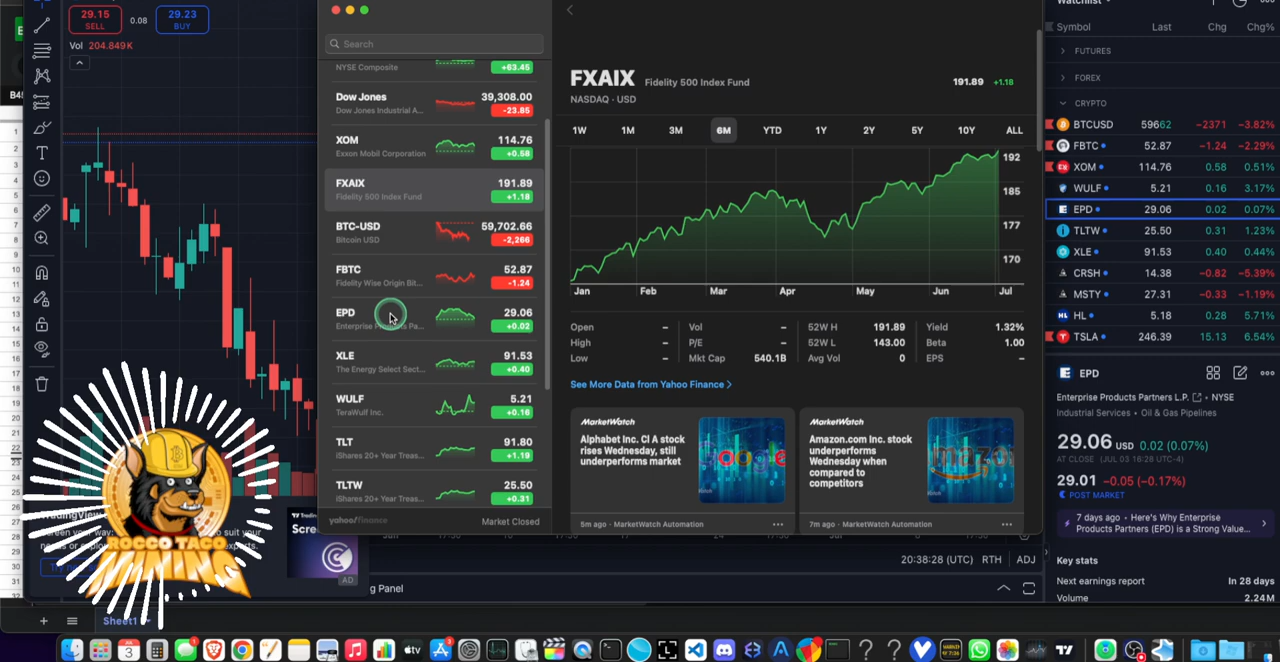 29.15
SELL
0.08
29.23
BUY
Vol 204.849K
Search
NYSE Composite
+63.45
Dow Jones
39,308.00
Dow Jones Industrial A...
-23.85
XOM
114.76
Exxon Mobil Corporation
+0.58
FXAIX
191.89
Fidelity 500 Index Fund
+1.18
BTC-USD
59,702.66
Bitcoin USD
-2,266
FBTC
52.87
Fidelity Wise Origin Bit...
-1.24
EPD
29.06
Enterprise Products Pa...
+0.02
XLE
91.53
The Energy Select Sect...
+0.40
WULF
5.21
TeraWulf Inc.
+0.16
TLT
91.80
iShares 20+ Year Treas...
+1.19
TLTW
25.50
iShares 20+ Year Treas...
+0.31
yahoo!finance
Market Closed
FXAIX Fidelity 500 Index Fund
191.89 +1.18
NASDAQ · USD
1W 1M 3M 6M YTD 1Y 2Y 5Y 10Y ALL
192
185
177
170
Jan Feb Mar Apr May Jun Jul
Open –
High –
Low –
Vol –
P/E –
Mkt Cap 540.1B
52W H 191.89
52W L 143.00
Avg Vol 0
Yield 1.32%
Beta 1.00
EPS –
See More Data from Yahoo Finance
MarketWatch
Alphabet Inc. Cl A stock
rises Wednesday, still
underperforms market
5m ago · MarketWatch Automation
MarketWatch
Amazon.com Inc. stock
underperforms
Wednesday when
compared to
competitors
7m ago · MarketWatch Automation
Watchlist
Symbol Last Chg Chg%
FUTURES
FOREX
CRYPTO
BTCUSD 59662 −2371 −3.82%
FBTC 52.87 −1.24 −2.29%
XOM 114.76 0.58 0.51%
WULF 5.21 0.16 3.17%
EPD 29.06 0.02 0.07%
TLTW 25.50 0.31 1.23%
XLE 91.53 0.40 0.44%
CRSH 14.38 −0.82 −5.39%
MSTY 27.31 −0.33 −1.19%
HL 5.18 0.28 5.71%
TSLA 246.39 15.13 6.54%
EPD
Enterprise Products Partners L.P. · NYSE
Industrial Services · Oil & Gas Pipelines
29.06 USD 0.02 (0.07%)
AT CLOSE (JUL 03 16:28 UTC-4)
29.01 −0.05 (−0.17%)
POST MARKET
7 days ago · Here's Why Enterprise
Products Partners (EPD) is a Strong Value...
Key stats
Next earnings report In 28 days
Volume 2.24M
20:38:28 (UTC) RTH ADJ
ROCCO TACO
MINING
AD
Sheet1